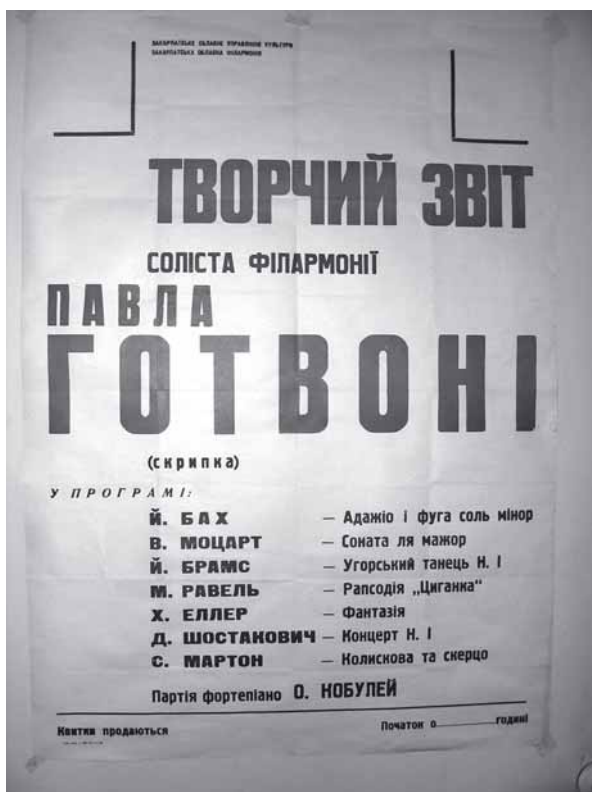 ЗАКАРПАТСЬКЕ ОБЛАСНЕ УПРАВЛІННЯ КУЛЬТУРИ
ЗАКАРПАТСЬКА ОБЛАСНА ФІЛАРМОНІЯ
ТВОРЧИЙ ЗВІТ
СОЛІСТА ФІЛАРМОНІЇ
ПАВЛА
ГОТВОНІ
(скрипка)
У ПРОГРАМІ:
Й. БАХ — Адажіо і фуга соль мінор
В. МОЦАРТ — Соната ля мажор
Й. БРАМС — Угорський танець Н. I
М. РАВЕЛЬ — Рапсодія „Циганка“
Х. ЕЛЛЕР — Фантазія
Д. ШОСТАКОВИЧ — Концерт Н. I
С. МАРТОН — Колискова та скерцо
Партія фортепіано О. КОБУЛЕЙ
Квитки продаються Початок о годині